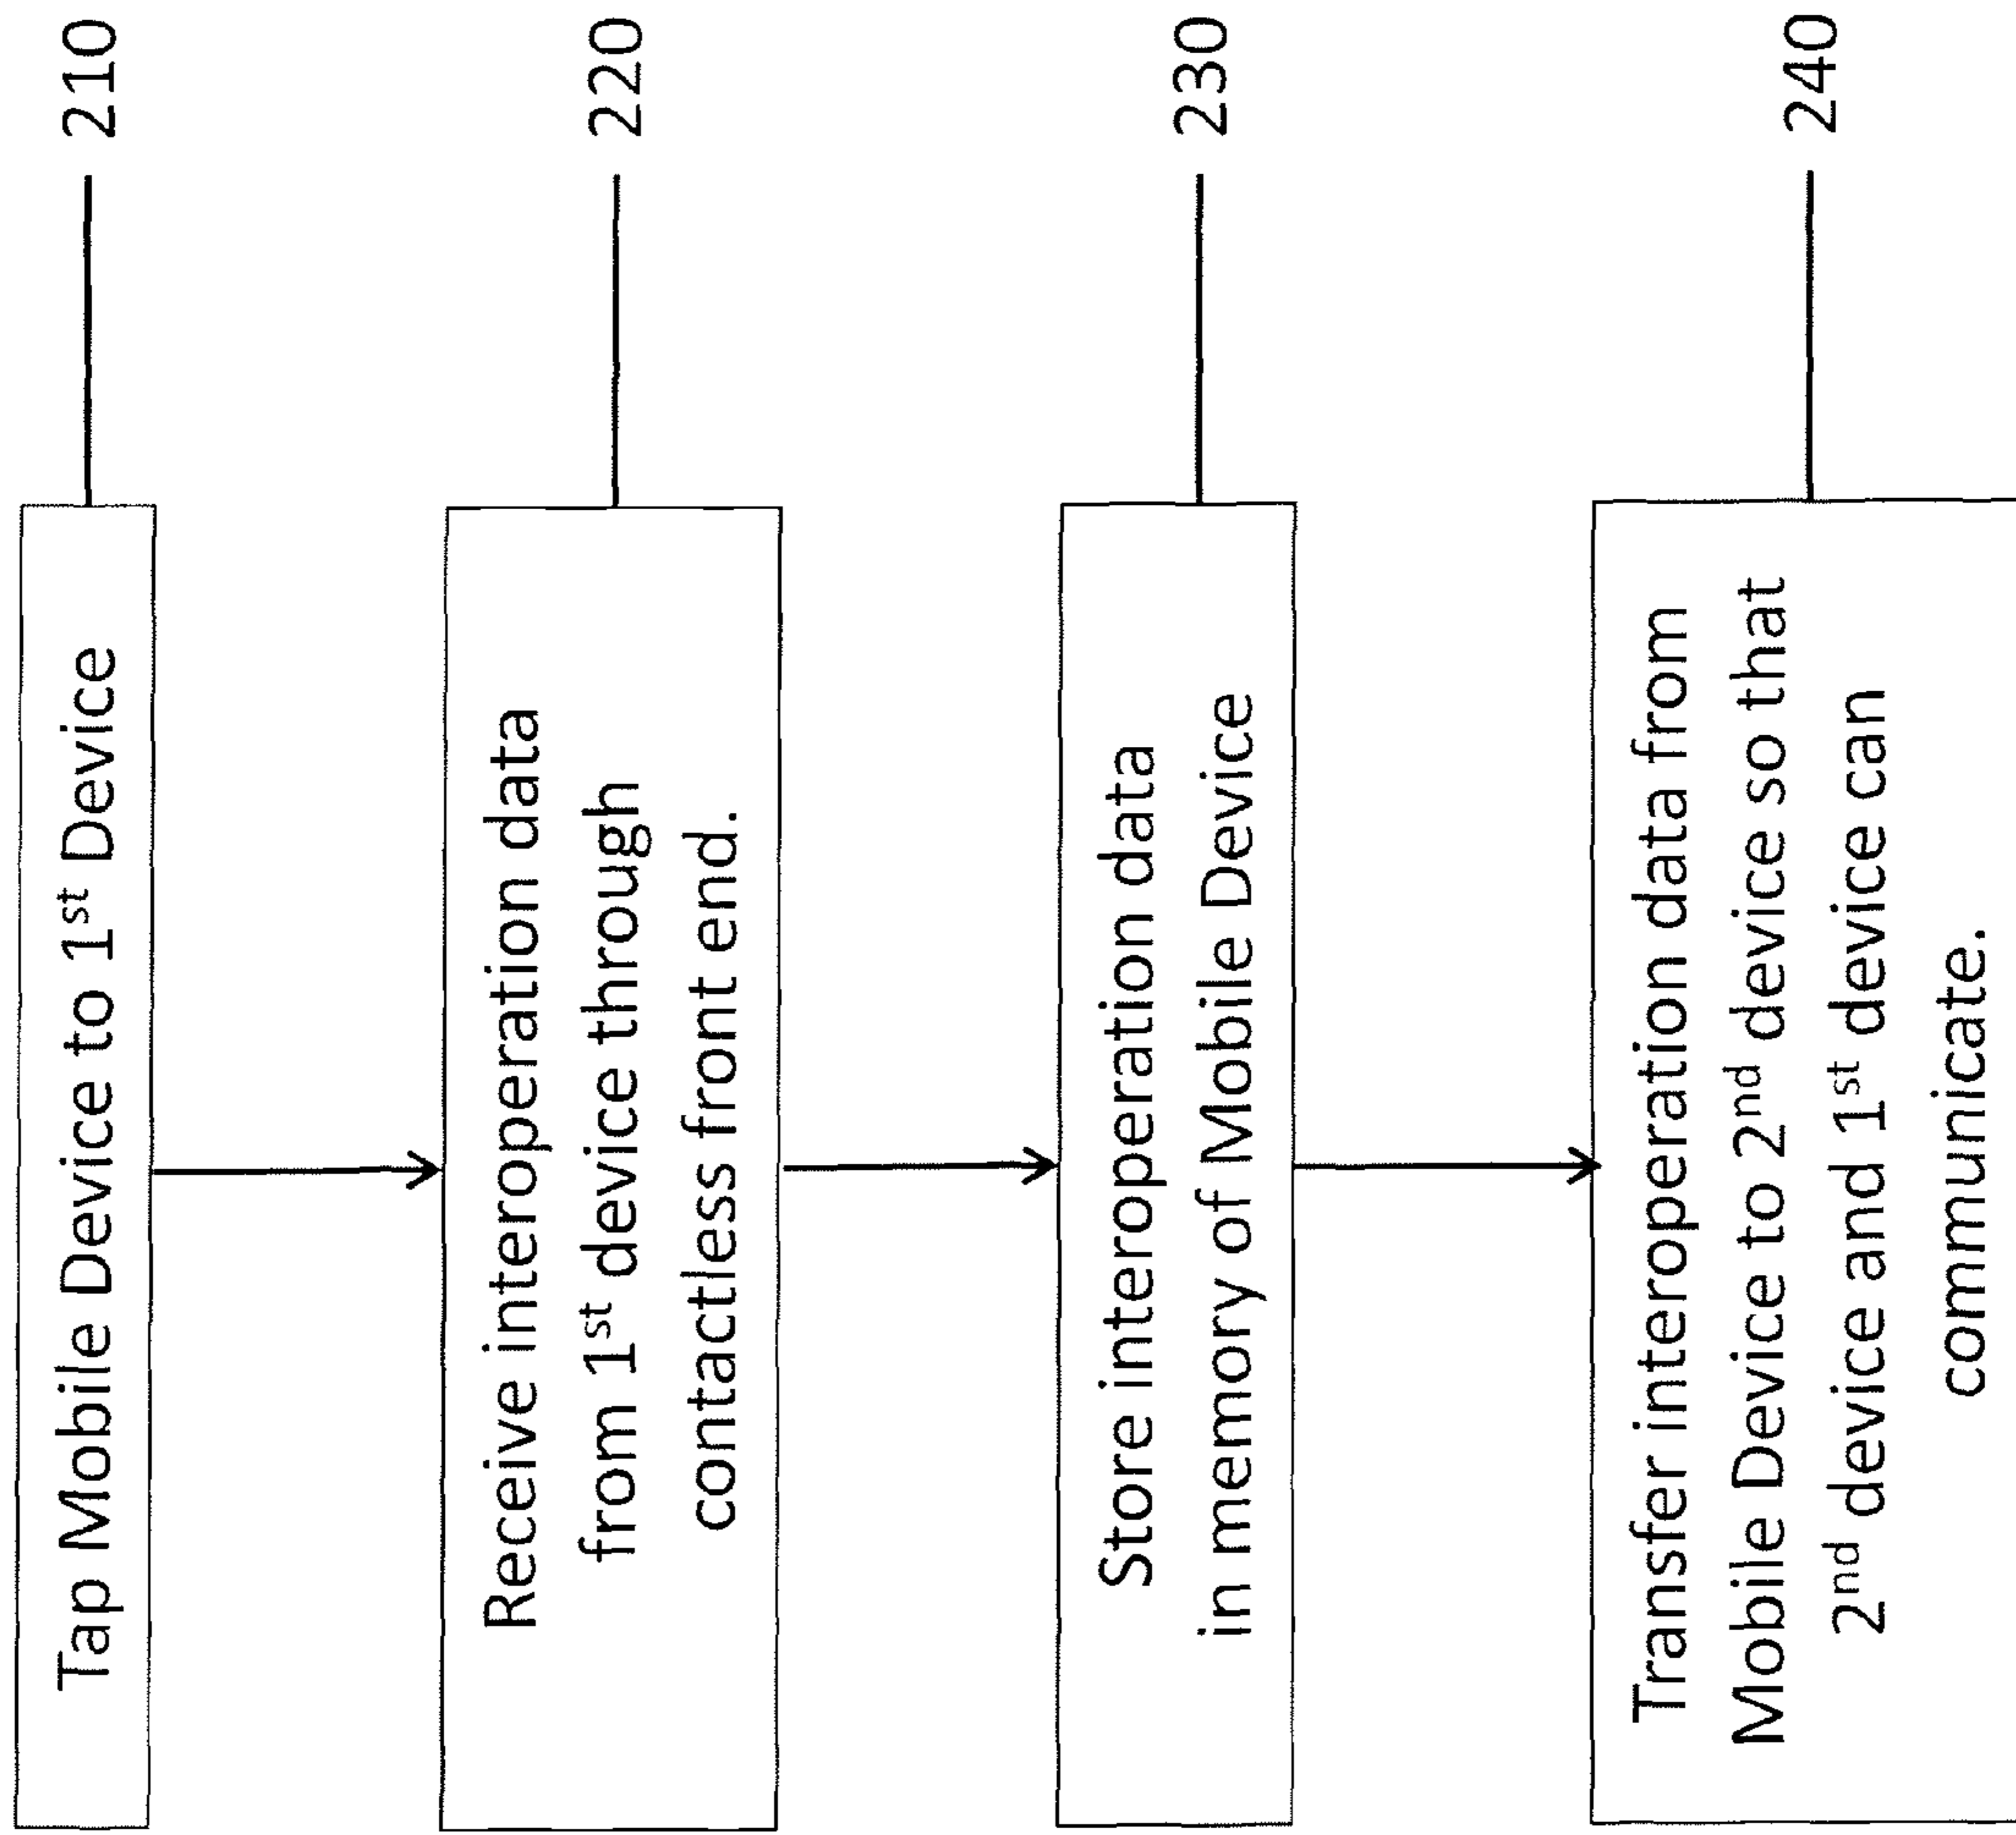 Tap Mobile Device to 1st Device
210
Receive interoperation data
from 1st device through
contactless front end.
220
Store interoperation data
in memory of Mobile Device
230
Transfer interoperation data from
Mobile Device to 2nd device so that
2nd device and 1st device can
communicate.
240